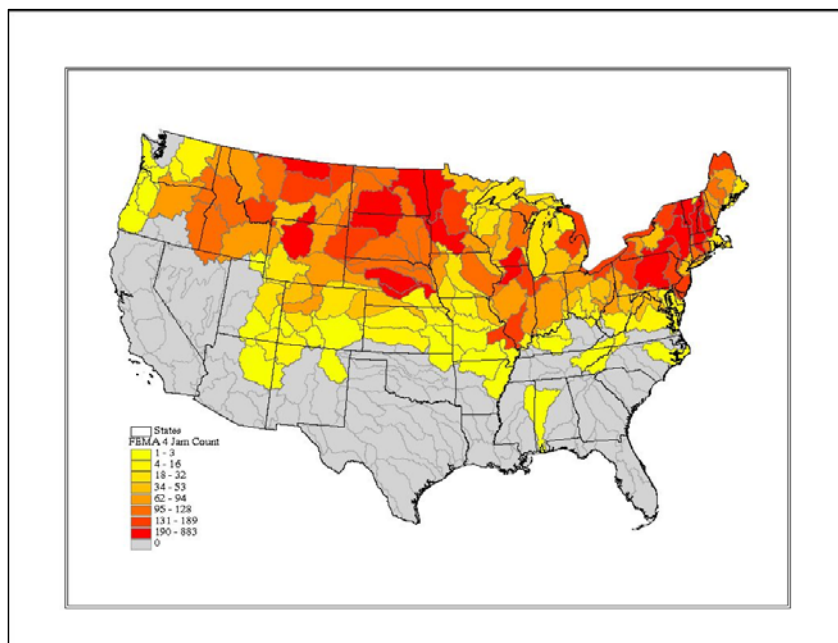 States
FEMA 4 Jam Count
1 - 3
4 - 16
18 - 32
34 - 53
62 - 94
95 - 128
131 - 189
190 - 883
0